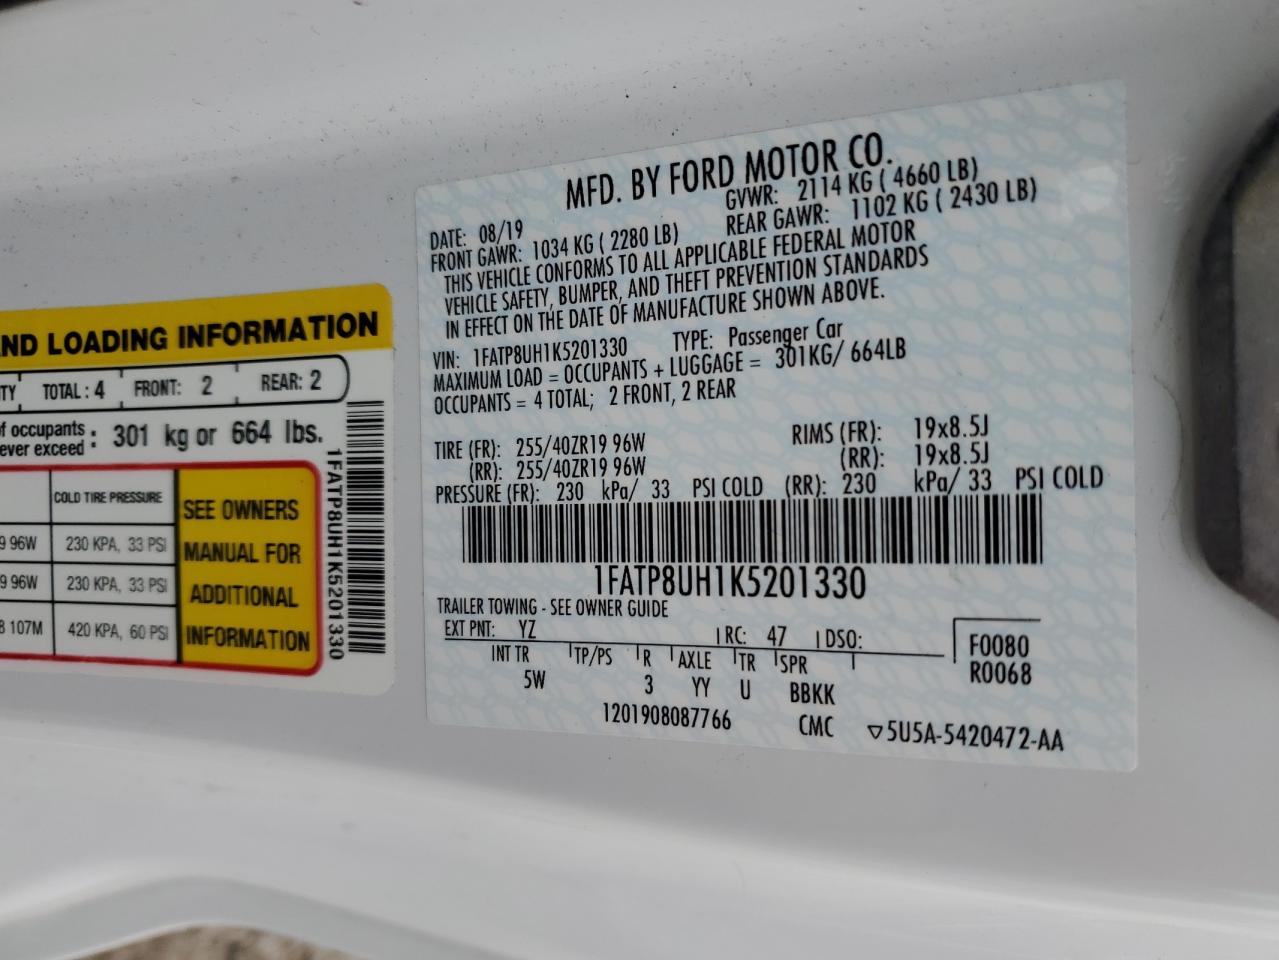 MFD. BY FORD MOTOR CO.
DATE: 08/19 GVWR: 2114 KG ( 4660 LB)
FRONT GAWR: 1034 KG ( 2280 LB) REAR GAWR: 1102 KG ( 2430 LB)
THIS VEHICLE CONFORMS TO ALL APPLICABLE FEDERAL MOTOR
VEHICLE SAFETY, BUMPER, AND THEFT PREVENTION STANDARDS
IN EFFECT ON THE DATE OF MANUFACTURE SHOWN ABOVE.
VIN: 1FATP8UH1K5201330 TYPE: Passenger Car
MAXIMUM LOAD = OCCUPANTS + LUGGAGE = 301KG/ 664LB
OCCUPANTS = 4 TOTAL; 2 FRONT, 2 REAR
TIRE (FR): 255/40ZR19 96W RIMS (FR): 19x8.5J
(RR): 255/40ZR19 96W (RR): 19x8.5J
PRESSURE (FR): 230 kPa/ 33 PSI COLD (RR): 230 kPa/ 33 PSI COLD
1FATP8UH1K5201330
TRAILER TOWING - SEE OWNER GUIDE
EXT PNT: YZ RC: 47 DSO: F0080
R0068
INT TR TP/PS R AXLE TR SPR
5W 3 YY U BBKK
1201908087766 CMC 5U5A-5420472-AA
ND LOADING INFORMATION
TY TOTAL: 4 FRONT: 2 REAR: 2
f occupants
ever exceed : 301 kg or 664 lbs.
COLD TIRE PRESSURE
9 96W 230 KPA, 33 PSI
9 96W 230 KPA, 33 PSI
8 107M 420 KPA, 60 PSI
SEE OWNERS
MANUAL FOR
ADDITIONAL
INFORMATION
1FATP8UH1K5201330